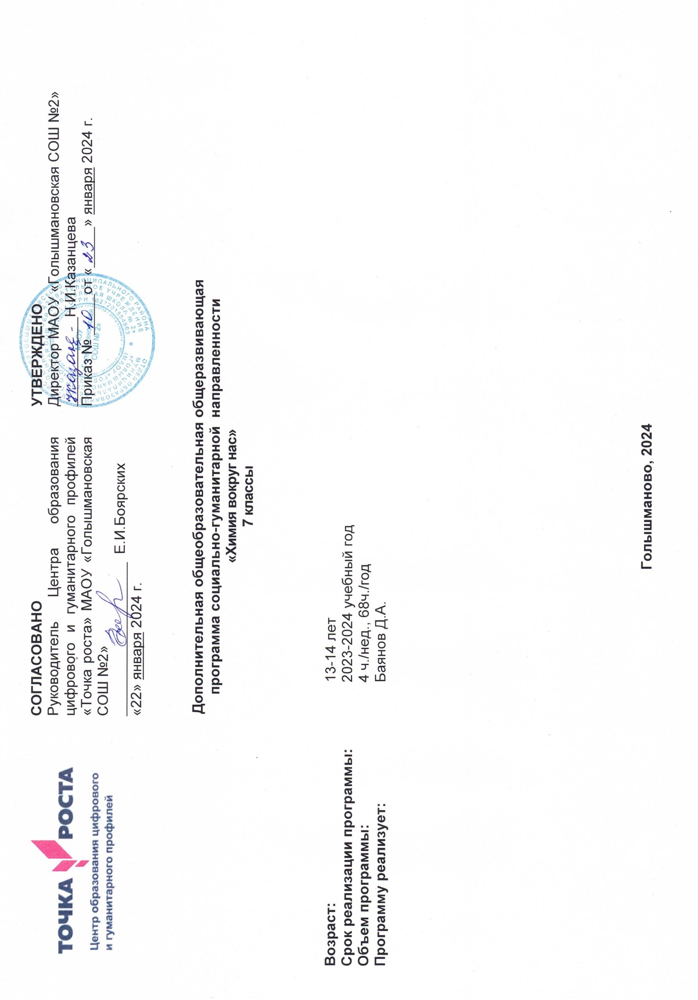 ТОЧКА РОСТА
Центр образования цифрового
и гуманитарного профилей
СОГЛАСОВАНО
Руководитель Центра образования
цифрового и гуманитарного профилей
«Точка роста» МАОУ «Голышмановская
СОШ №2»
Е.И.Боярских
«22» января 2024 г.
УТВЕРЖДЕНО
Директор МАОУ «Голышмановская СОШ №2»
Н.И.Казанцева
Приказ № 10 от « 23 » января 2024 г.
СОШ № 2»
Дополнительная общеобразовательная общеразвивающая
программа социально-гуманитарной направленности
«Химия вокруг нас»
7 классы
Возраст: 13-14 лет
Срок реализации программы: 2023-2024 учебный год
Объем программы: 4 ч./нед., 68ч./год
Программу реализует: Баянов Д.А.
Голышманово, 2024